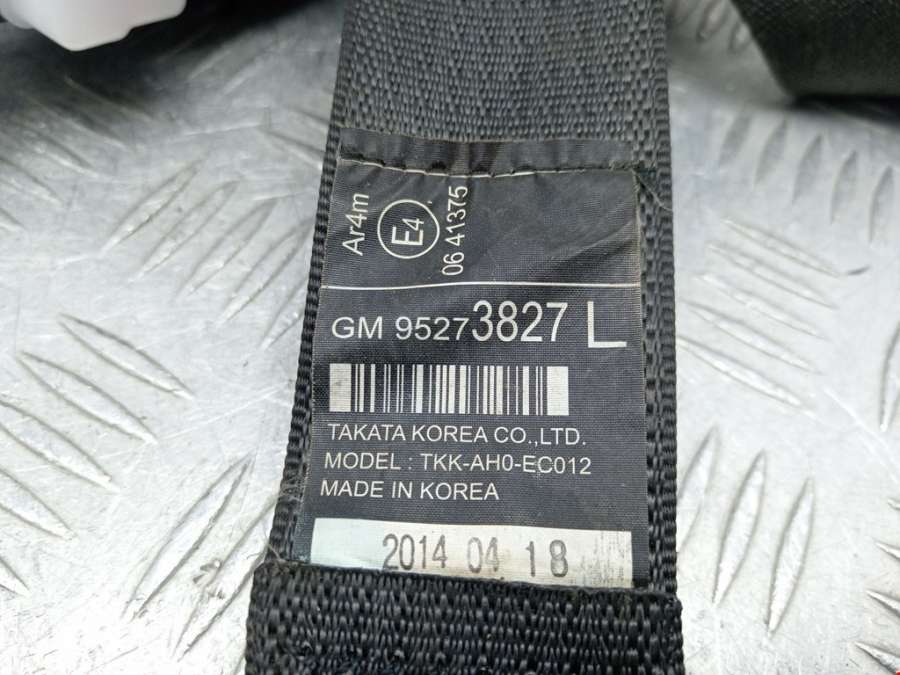 Ar4m
E4
06 41375
GM 95273827 L
TAKATA KOREA CO.,LTD.
MODEL : TKK-AH0-EC012
MADE IN KOREA
2014 04 18